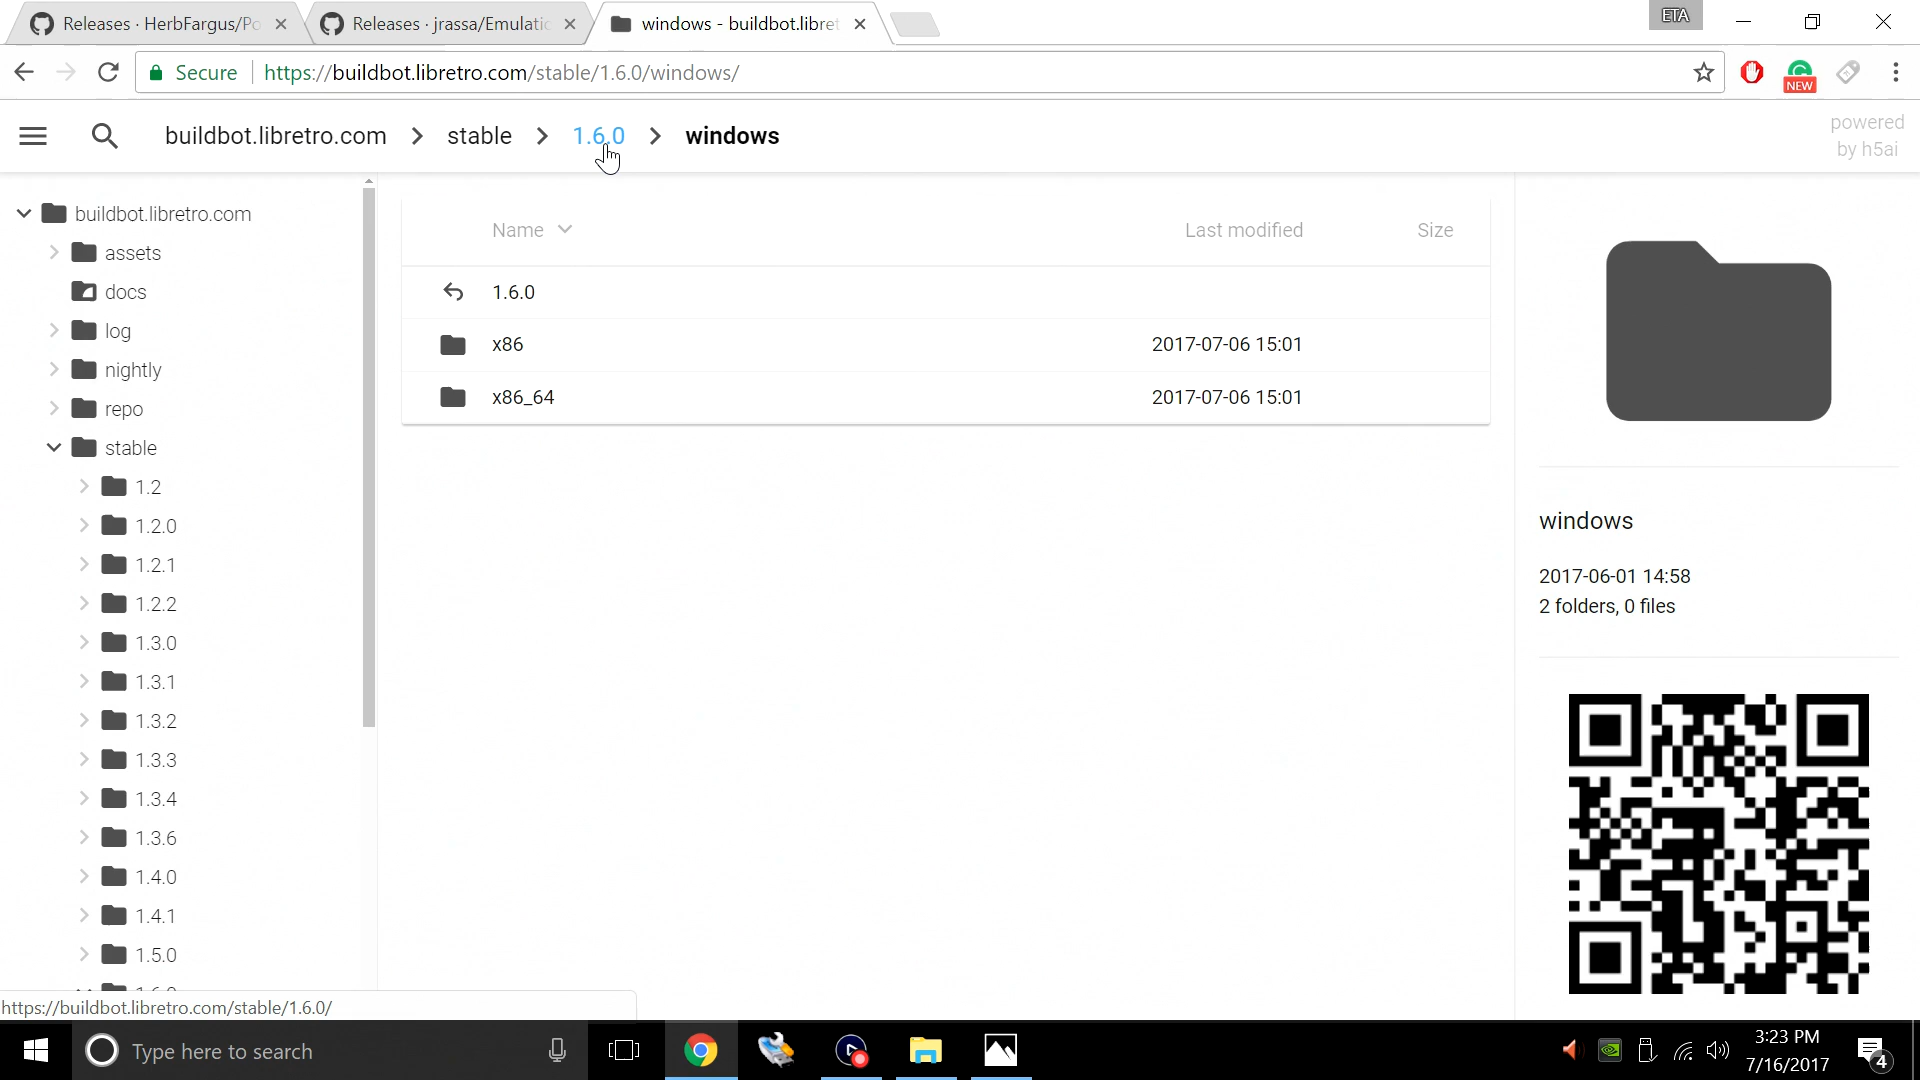 Releases · HerbFargus/Po
Releases · jrassa/Emulatio
windows - buildbot.libret
ETA
Secure
https://buildbot.libretro.com/stable/1.6.0/windows/
NEW
buildbot.libretro.com
stable
1.6.0
windows
powered
by h5ai
buildbot.libretro.com
assets
docs
log
nightly
repo
stable
1.2
1.2.0
1.2.1
1.2.2
1.3.0
1.3.1
1.3.2
1.3.3
1.3.4
1.3.6
1.4.0
1.4.1
1.5.0
Name
Last modified
Size
1.6.0
x86
2017-07-06 15:01
x86_64
2017-07-06 15:01
windows
2017-06-01 14:58
2 folders, 0 files
https://buildbot.libretro.com/stable/1.6.0/
Type here to search
3:23 PM
7/16/2017
4